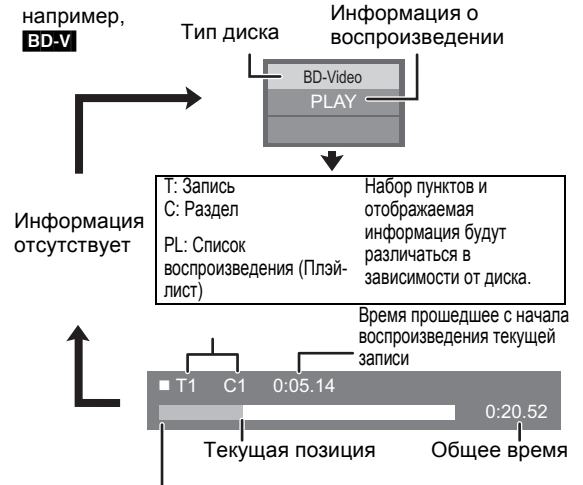 например,
BD-V
Тип диска
Информация о
воспроизведении
BD-Video
PLAY
Информация
отсутствует
T: Запись
C: Раздел
PL: Список
воспроизведения (Плэй-
лист)
Набор пунктов и
отображаемая
информация будут
различаться в
зависимости от диска.
Время прошедшее с начала
воспроизведения текущей
записи
T1 C1 0:05.14
0:20.52
Текущая позиция
Общее время